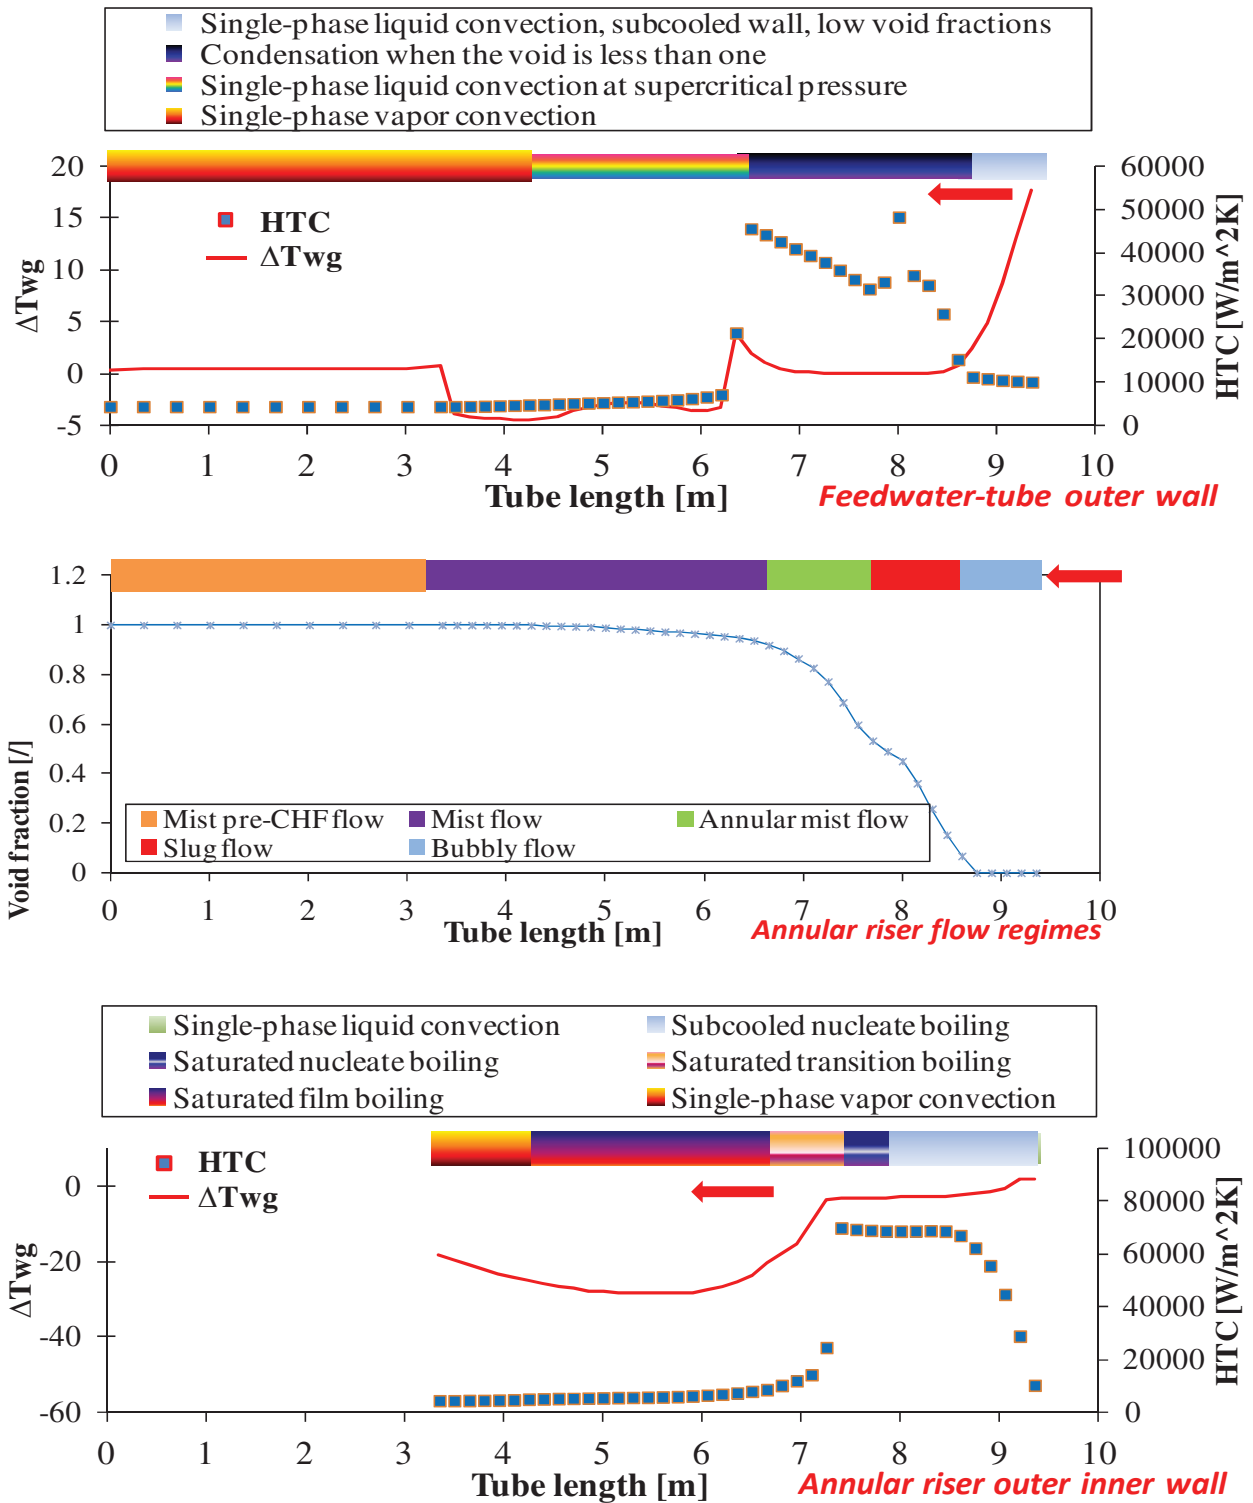 Single-phase liquid convection, subcooled wall, low void fractions
Condensation when the void is less than one
Single-phase liquid convection at supercritical pressure
Single-phase vapor convection
20
15
10
5
0
-5
ΔTwg
HTC
ΔTwg
60000
50000
40000
30000
20000
10000
0
HTC [W/m^2K]
0 1 2 3 4 5 6 7 8 9 10
Tube length [m]
Feedwater-tube outer wall
1.2
1
0.8
0.6
0.4
0.2
0
Void fraction [/]
Mist pre-CHF flow Mist flow Annular mist flow
Slug flow Bubbly flow
0 1 2 3 4 5 6 7 8 9 10
Tube length [m]
Annular riser flow regimes
Single-phase liquid convection Subcooled nucleate boiling
Saturated nucleate boiling Saturated transition boiling
Saturated film boiling Single-phase vapor convection
HTC
ΔTwg
0
-20
-40
-60
ΔTwg
100000
80000
60000
40000
20000
0
HTC [W/m^2K]
0 1 2 3 4 5 6 7 8 9 10
Tube length [m]
Annular riser outer inner wall